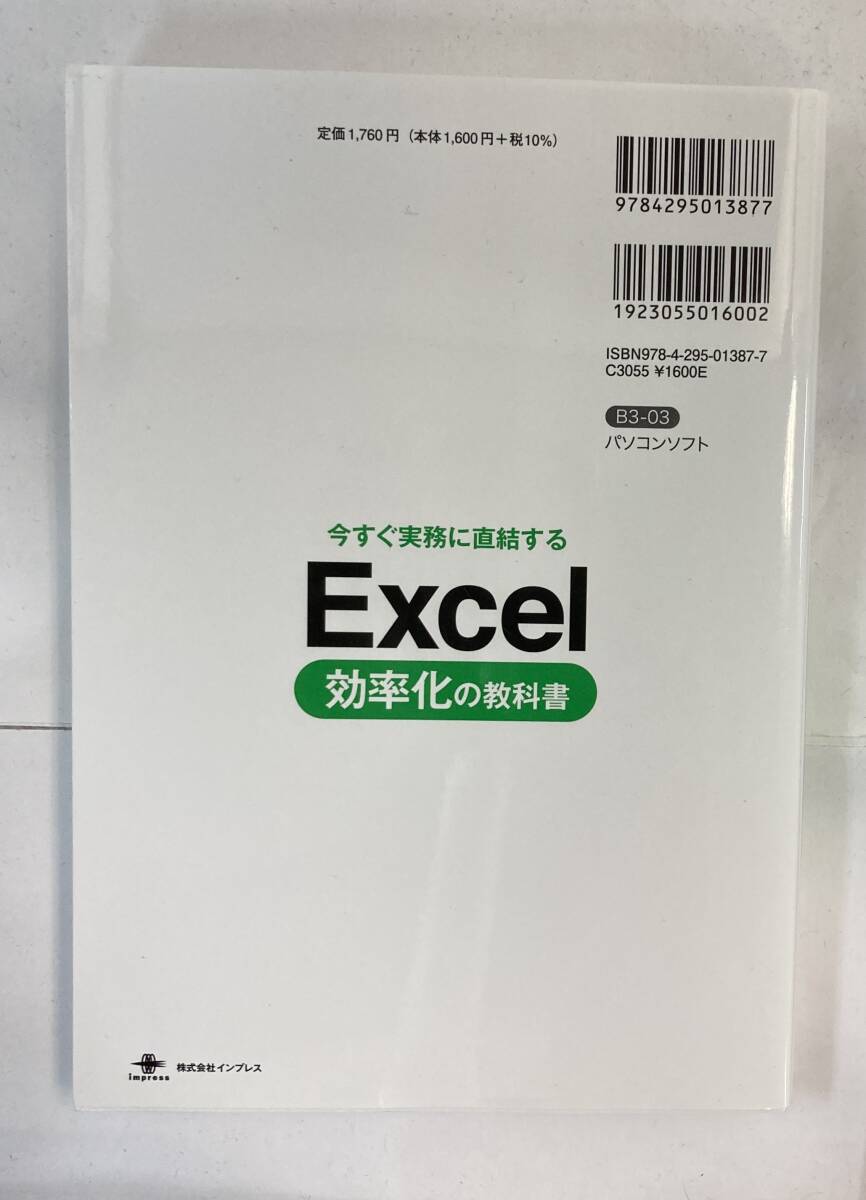 定価1,760円（本体1,600円＋税10%）
9784295013877
1923055016002
ISBN978-4-295-01387-7
C3055 ¥1600E
B3-03
パソコンソフト
今すぐ実務に直結する
Excel
効率化の教科書
impress
株式会社インプレス